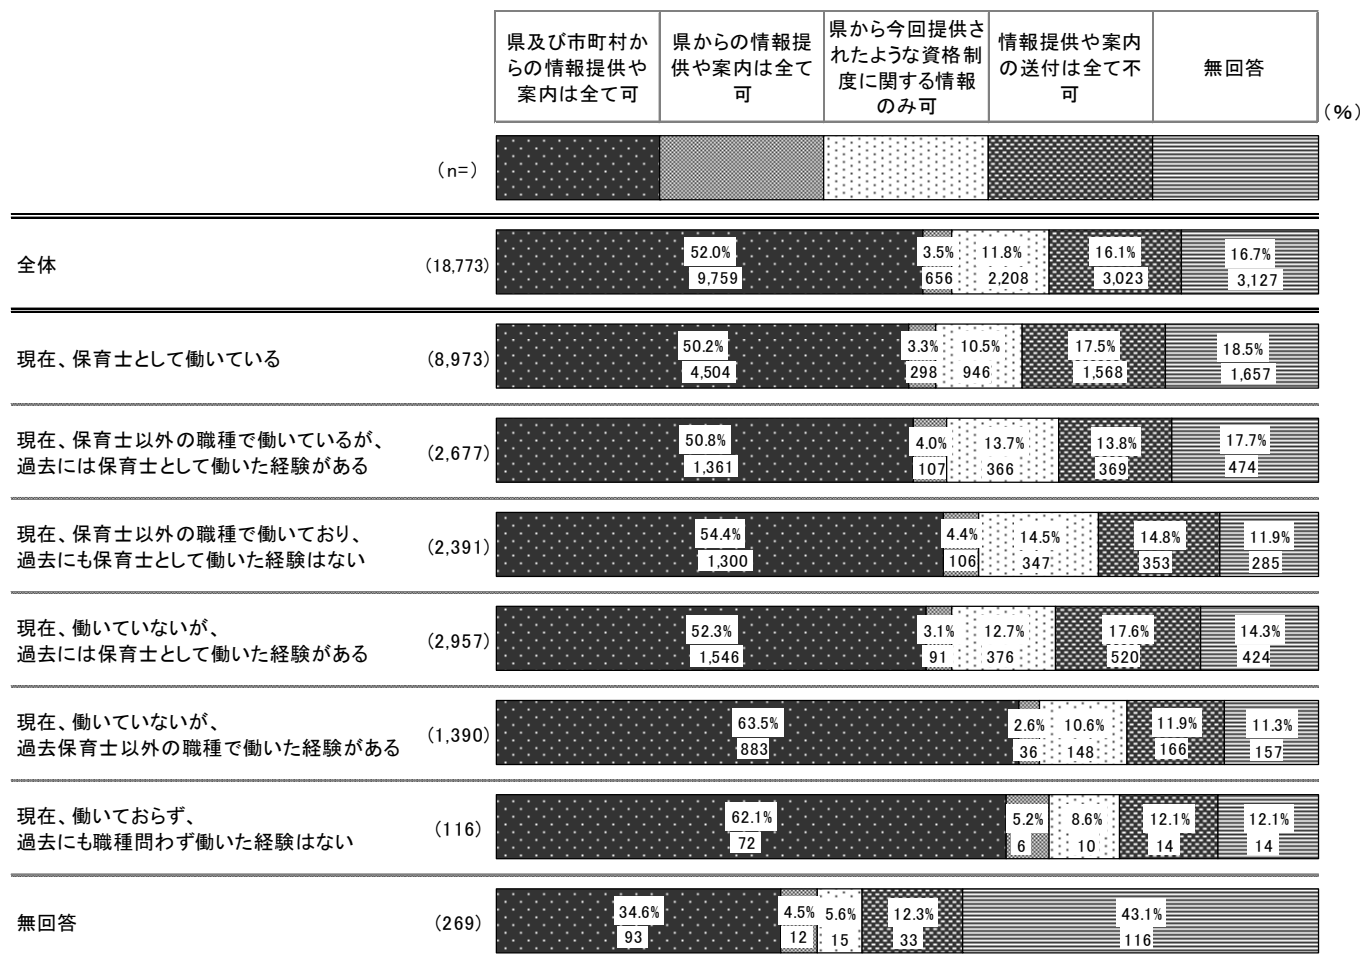 県及び市町村か
らの情報提供や
案内は全て可
県からの情報提
供や案内は全て
可
県から今回提供さ
れたような資格制
度に関する情報
のみ可
情報提供や案内
の送付は全て不
可
無回答
(%)
(n=)
全体 (18,773)
52.0% 3.5% 11.8% 16.1% 16.7%
9,759 656 2,208 3,023 3,127
現在、保育士として働いている (8,973)
50.2% 3.3% 10.5% 17.5% 18.5%
4,504 298 946 1,568 1,657
現在、保育士以外の職種で働いているが、
過去には保育士として働いた経験がある (2,677)
50.8% 4.0% 13.7% 13.8% 17.7%
1,361 107 366 369 474
現在、保育士以外の職種で働いており、
過去にも保育士として働いた経験はない (2,391)
54.4% 4.4% 14.5% 14.8% 11.9%
1,300 106 347 353 285
現在、働いていないが、
過去には保育士として働いた経験がある (2,957)
52.3% 3.1% 12.7% 17.6% 14.3%
1,546 91 376 520 424
現在、働いていないが、
過去保育士以外の職種で働いた経験がある (1,390)
63.5% 2.6% 10.6% 11.9% 11.3%
883 36 148 166 157
現在、働いておらず、
過去にも職種問わず働いた経験はない (116)
62.1% 5.2% 8.6% 12.1% 12.1%
72 6 10 14 14
無回答 (269)
34.6% 4.5% 5.6% 12.3% 43.1%
93 12 15 33 116